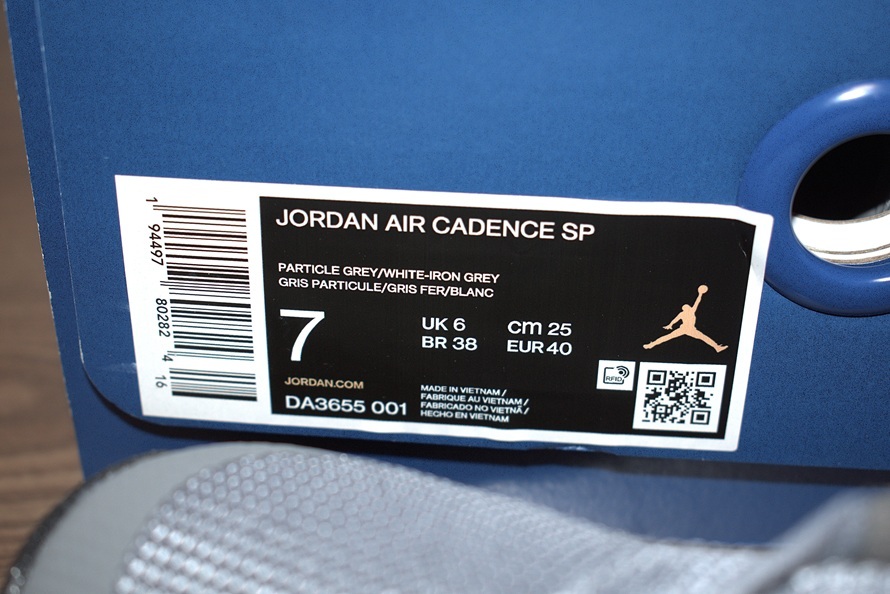 1 94497 80282 4 16
JORDAN AIR CADENCE SP
PARTICLE GREY/WHITE-IRON GREY
GRIS PARTICULE/GRIS FER/BLANC
7
UK 6
BR 38
cm 25
EUR 40
RFID
JORDAN.COM
DA3655 001
MADE IN VIETNAM /
FABRIQUE AU VIETNAM /
FABRICADO NO VIETNÃ /
HECHO EN VIETNAM